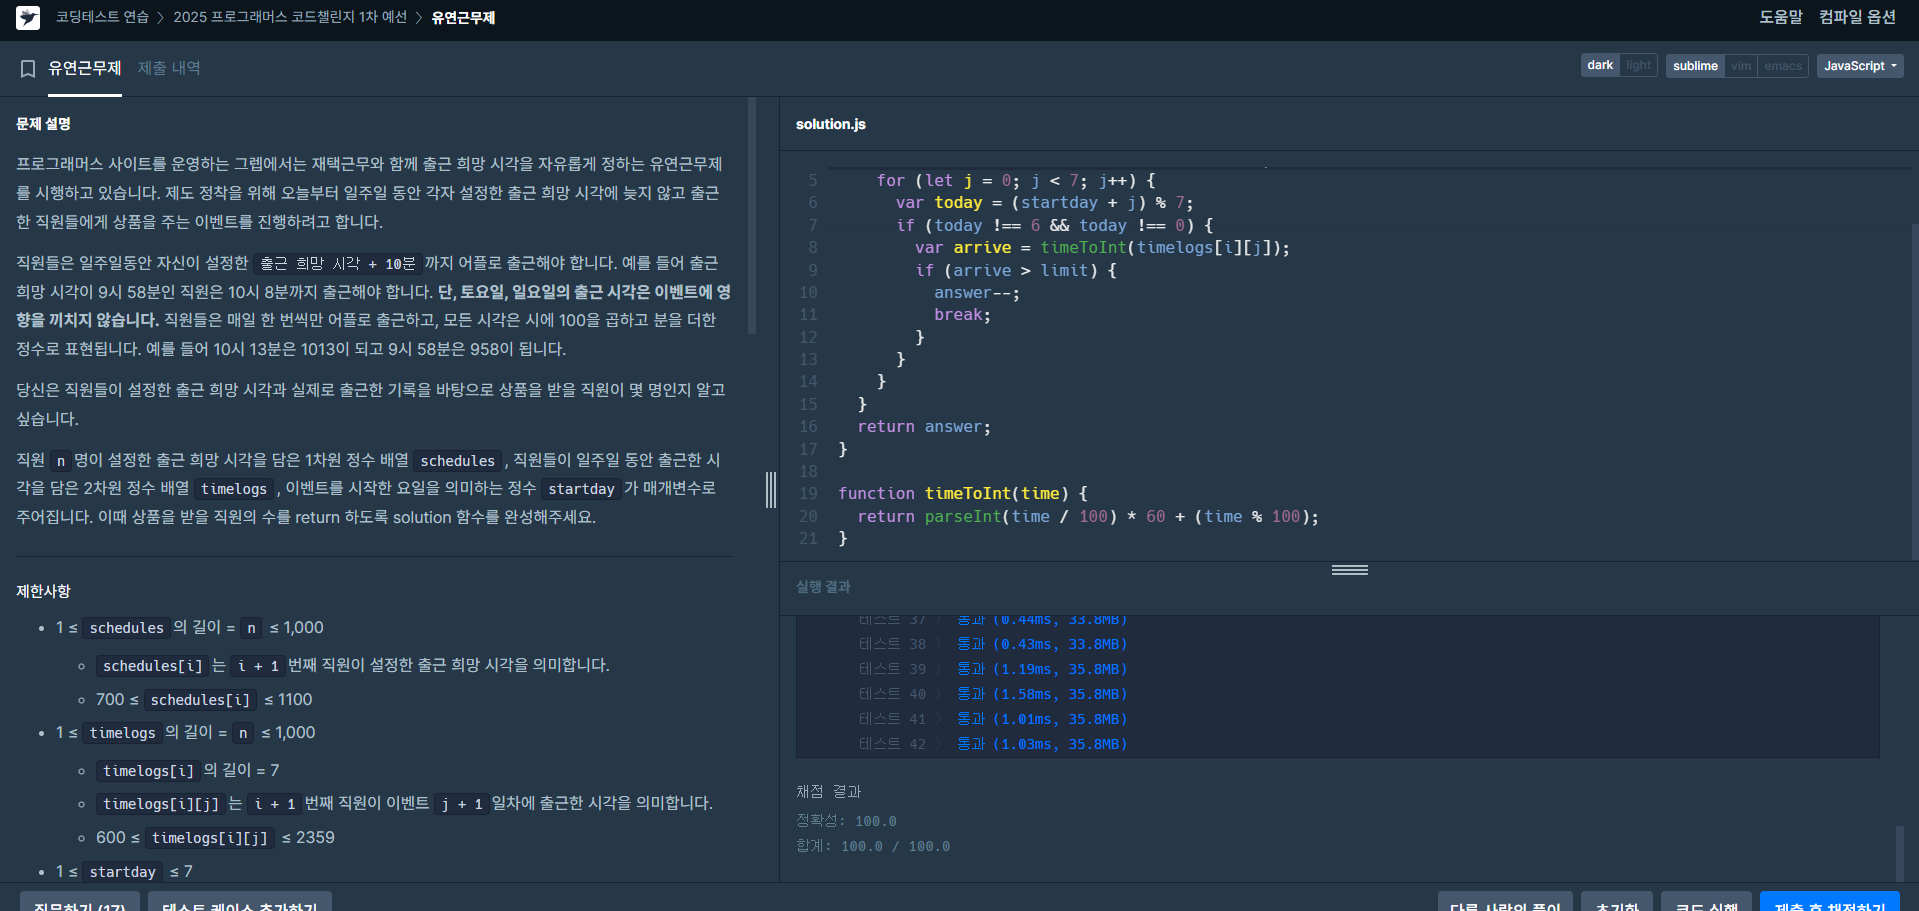 코딩테스트 연습 〉 2025 프로그래머스 코드챌린지 1차 예선 〉 유연근무제
도움말 컴파일 옵션
유연근무제 제출 내역
dark light sublime vim emacs JavaScript
문제 설명
프로그래머스 사이트를 운영하는 그렙에서는 재택근무와 함께 출근 희망 시각을 자유롭게 정하는 유연근무제
를 시행하고 있습니다. 제도 정착을 위해 오늘부터 일주일 동안 각자 설정한 출근 희망 시각에 늦지 않고 출근
한 직원들에게 상품을 주는 이벤트를 진행하려고 합니다.
직원들은 일주일동안 자신이 설정한 출근 희망 시각 + 10분 까지 어플로 출근해야 합니다. 예를 들어 출근
희망 시각이 9시 58분인 직원은 10시 8분까지 출근해야 합니다. 단, 토요일, 일요일의 출근 시각은 이벤트에 영
향을 끼치지 않습니다. 직원들은 매일 한 번씩만 어플로 출근하고, 모든 시각은 시에 100을 곱하고 분을 더한
정수로 표현됩니다. 예를 들어 10시 13분은 1013이 되고 9시 58분은 958이 됩니다.
당신은 직원들이 설정한 출근 희망 시각과 실제로 출근한 기록을 바탕으로 상품을 받을 직원이 몇 명인지 알고
싶습니다.
직원 n 명이 설정한 출근 희망 시각을 담은 1차원 정수 배열 schedules , 직원들이 일주일 동안 출근한 시
각을 담은 2차원 정수 배열 timelogs , 이벤트를 시작한 요일을 의미하는 정수 startday 가 매개변수로
주어집니다. 이때 상품을 받을 직원의 수를 return 하도록 solution 함수를 완성해주세요.
제한사항
• 1 ≤ schedules 의 길이 = n ≤ 1,000
◦ schedules[i] 는 i + 1 번째 직원이 설정한 출근 희망 시각을 의미합니다.
◦ 700 ≤ schedules[i] ≤ 1100
• 1 ≤ timelogs 의 길이 = n ≤ 1,000
◦ timelogs[i] 의 길이 = 7
◦ timelogs[i][j] 는 i + 1 번째 직원이 이벤트 j + 1 일차에 출근한 시각을 의미합니다.
◦ 600 ≤ timelogs[i][j] ≤ 2359
• 1 ≤ startday ≤ 7
질문하기 (17) 테스트 케이스 추가하기
solution.js
5 for (let j = 0; j < 7; j++) {
6 var today = (startday + j) % 7;
7 if (today !== 6 && today !== 0) {
8 var arrive = timeToInt(timelogs[i][j]);
9 if (arrive > limit) {
10 answer--;
11 break;
12 }
13 }
14 }
15 }
16 return answer;
17 }
18
19 function timeToInt(time) {
20 return parseInt(time / 100) * 60 + (time % 100);
21 }
실행 결과
테스트 37 〉 통과 (0.44ms, 33.8MB)
테스트 38 〉 통과 (0.43ms, 33.8MB)
테스트 39 〉 통과 (1.19ms, 35.8MB)
테스트 40 〉 통과 (1.58ms, 35.8MB)
테스트 41 〉 통과 (1.01ms, 35.8MB)
테스트 42 〉 통과 (1.03ms, 35.8MB)
채점 결과
정확성: 100.0
합계: 100.0 / 100.0
다른 사람의 풀이 초기화 코드 실행 제출 후 채점하기